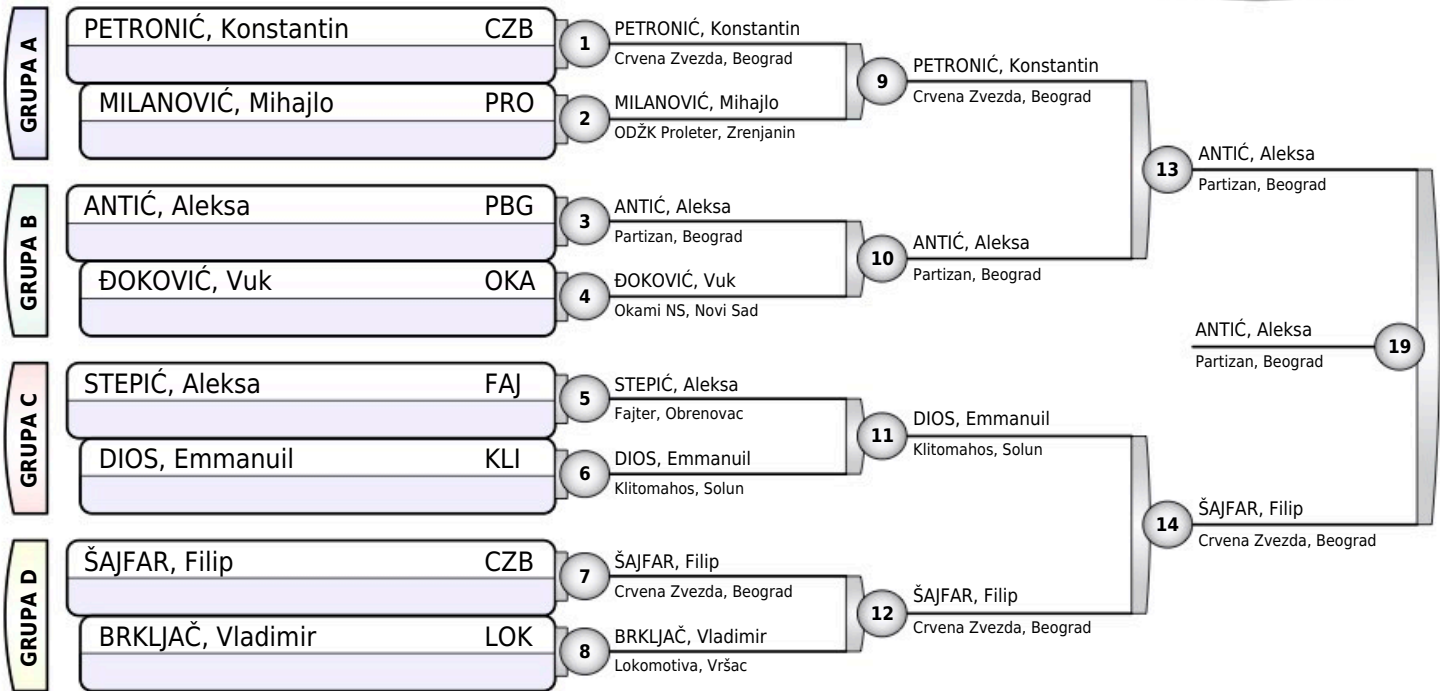 GRUPA A
PETRONIĆ, Konstantin CZB
MILANOVIĆ, Mihajlo PRO
GRUPA B
ANTIĆ, Aleksa PBG
ĐOKOVIĆ, Vuk OKA
GRUPA C
STEPIĆ, Aleksa FAJ
DIOS, Emmanuil KLI
GRUPA D
ŠAJFAR, Filip CZB
BRKLJAČ, Vladimir LOK
1
PETRONIĆ, Konstantin
Crvena Zvezda, Beograd
2
MILANOVIĆ, Mihajlo
ODŽK Proleter, Zrenjanin
3
ANTIĆ, Aleksa
Partizan, Beograd
4
ĐOKOVIĆ, Vuk
Okami NS, Novi Sad
5
STEPIĆ, Aleksa
Fajter, Obrenovac
6
DIOS, Emmanuil
Klitomahos, Solun
7
ŠAJFAR, Filip
Crvena Zvezda, Beograd
8
BRKLJAČ, Vladimir
Lokomotiva, Vršac
9
PETRONIĆ, Konstantin
Crvena Zvezda, Beograd
10
ANTIĆ, Aleksa
Partizan, Beograd
11
DIOS, Emmanuil
Klitomahos, Solun
12
ŠAJFAR, Filip
Crvena Zvezda, Beograd
13
ANTIĆ, Aleksa
Partizan, Beograd
14
ŠAJFAR, Filip
Crvena Zvezda, Beograd
ANTIĆ, Aleksa
Partizan, Beograd
19